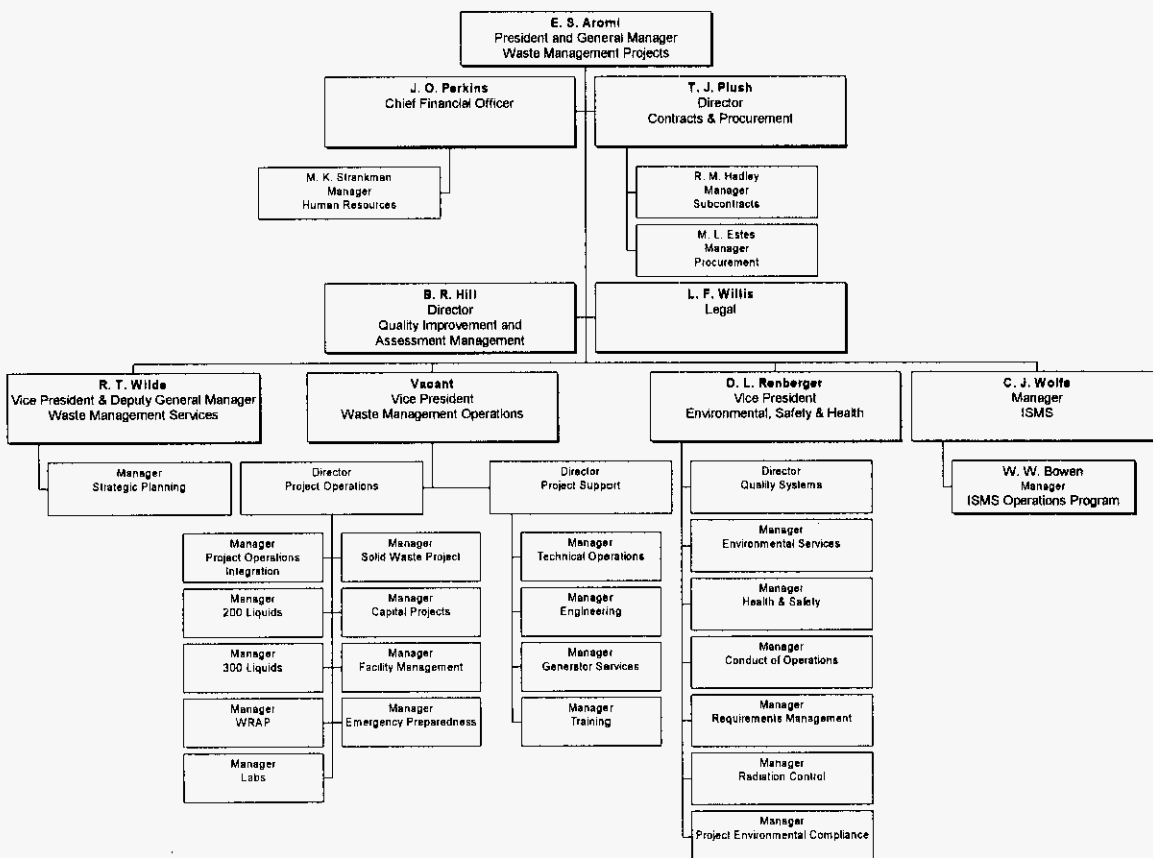 E. S. Aromi
President and General Manager
Waste Management Projects
J. O. Perkins
Chief Financial Officer
T. J. Plush
Director
Contracts & Procurement
M. K. Strankman
Manager
Human Resources
R. M. Hadley
Manager
Subcontracts
M. L. Estes
Manager
Procurement
B. R. Hill
Director
Quality Improvement and
Assessment Management
L. F. Willis
Legal
R. T. Wilde
Vice President & Deputy General Manager
Waste Management Services
Vacant
Vice President
Waste Management Operations
D. L. Renberger
Vice President
Environmental, Safety & Health
C. J. Wolfe
Manager
ISMS
Manager
Strategic Planning
Director
Project Operations
Director
Project Support
Director
Quality Systems
W. W. Bowen
Manager
ISMS Operations Program
Manager
Project Operations
Integration
Manager
Solid Waste Project
Manager
Technical Operations
Manager
Environmental Services
Manager
200 Liquids
Manager
Capital Projects
Manager
Engineering
Manager
Health & Safety
Manager
300 Liquids
Manager
Facility Management
Manager
Generator Services
Manager
Conduct of Operations
Manager
WRAP
Manager
Emergency Preparedness
Manager
Training
Manager
Requirements Management
Manager
Labs
Manager
Radiation Control
Manager
Project Environmental Compliance